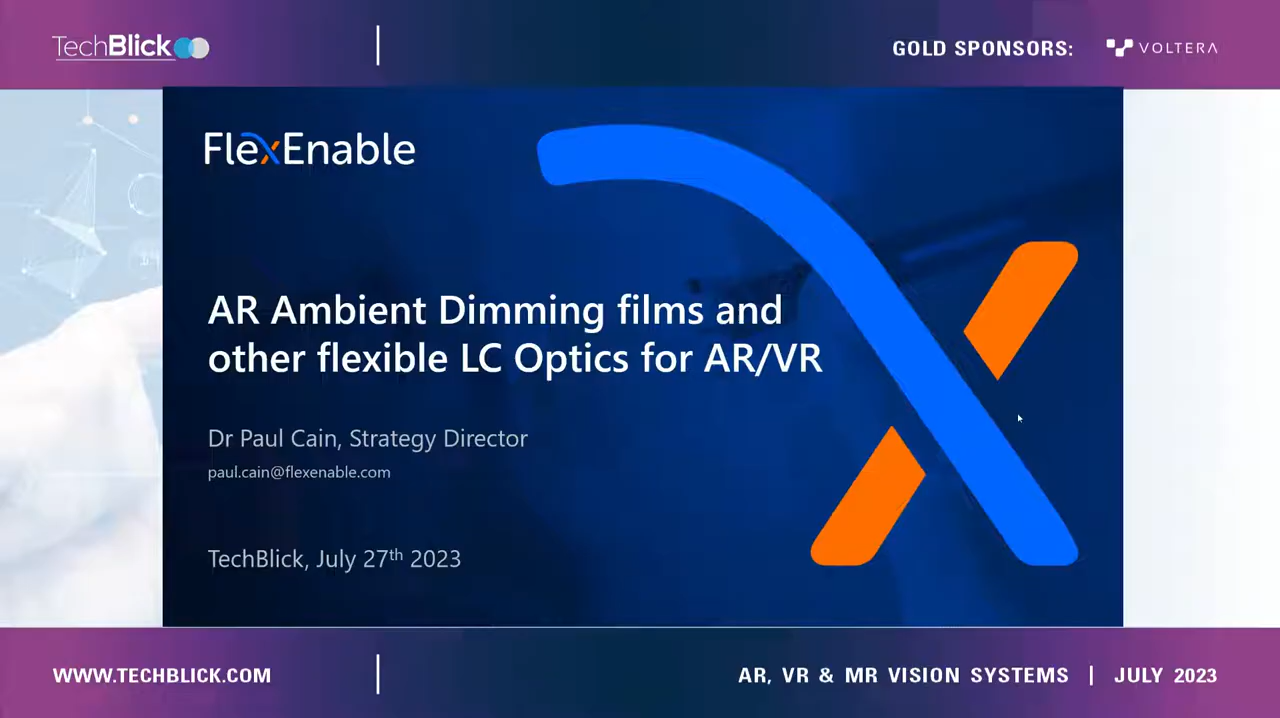 TechBlick
GOLD SPONSORS:
VOLTERA
FlexEnable
AR Ambient Dimming films and
other flexible LC Optics for AR/VR
Dr Paul Cain, Strategy Director
paul.cain@flexenable.com
TechBlick, July 27th 2023
WWW.TECHBLICK.COM
AR, VR & MR VISION SYSTEMS | JULY 2023